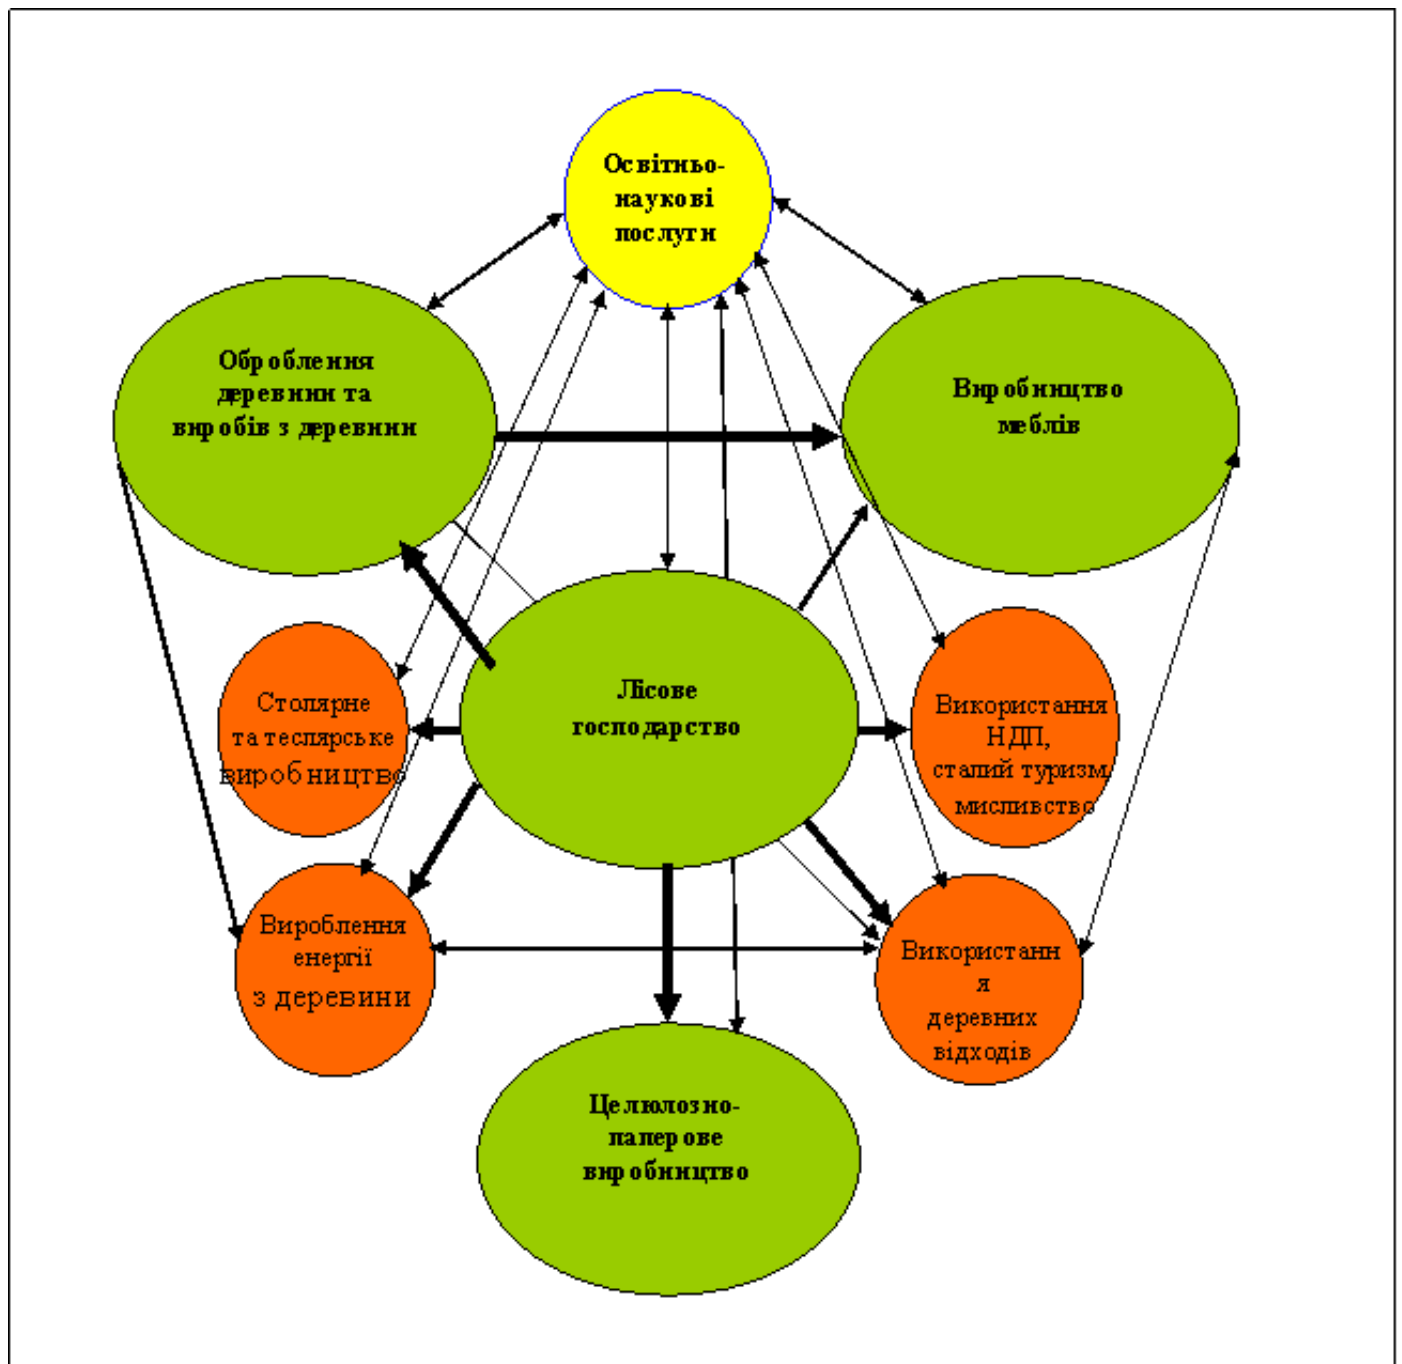 Освітньо-
наукові
послуги
Оброблення
деревини та
виробів з деревини
Виробництво
меблів
Лісове
господарство
Столярне
та теслярське
виробництво
Використання
НДП,
сталий туризм,
мисливство
Вироблення
енергії
з деревини
Використанн
я
деревних
відходів
Целюлозно-
паперове
виробництво